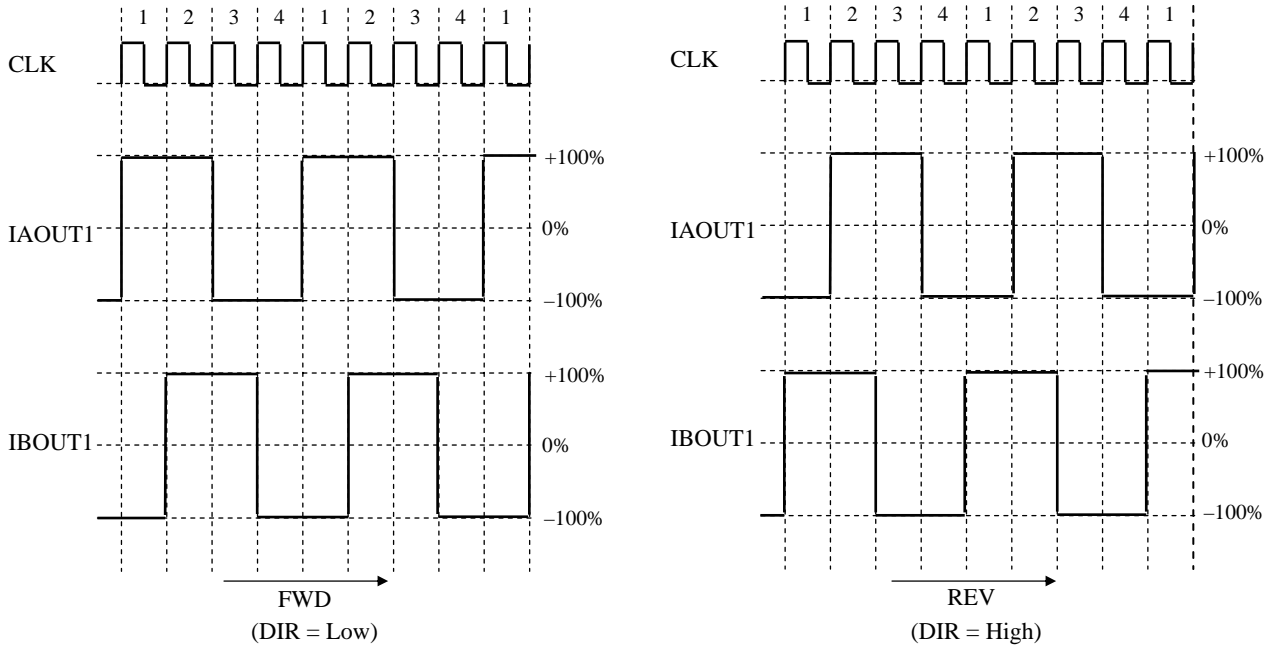 1 2 3 4 1 2 3 4 1
CLK
+100%
IAOUT1
0%
–100%
+100%
IBOUT1
0%
–100%
FWD
(DIR = Low)
1 2 3 4 1 2 3 4 1
CLK
+100%
IAOUT1
0%
–100%
+100%
IBOUT1
0%
–100%
REV
(DIR = High)